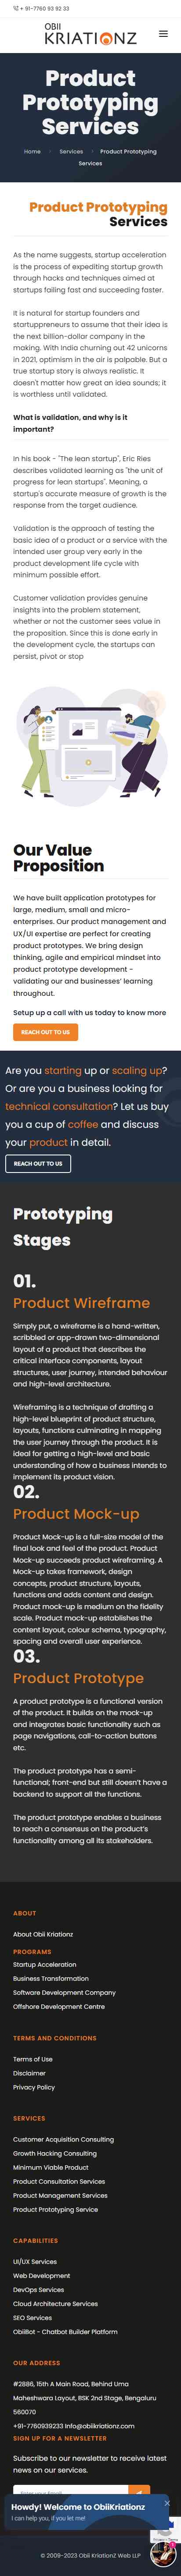 + 91-7760 93 92 33
OBII
KRIATIONZ
Product
Prototyping
Services
Home
Services
Product Prototyping
Services
Product Prototyping
Services
As the name suggests, startup acceleration
is the process of expediting startup growth
through hacks and techniques aimed at
startups failing fast and succeeding faster.
It is natural for startup founders and
startuppreneurs to assume that their idea is
the next billion-dollar company in the
making. With India churning out 42 unicorns
in 2021, optimism in the air is palpable. But a
true startup story is always realistic. It
doesn't matter how great an idea sounds; it
is worthless until validated.
What is validation, and why is it
important?
In his book - "The lean startup", Eric Ries
describes validated learning as "the unit of
progress for lean startups". Meaning, a
startup's accurate measure of growth is the
response from the target audience.
Validation is the approach of testing the
basic idea of a product or a service with the
intended user group very early in the
product development life cycle with
minimum possible effort.
Customer validation provides genuine
insights into the problem statement,
whether or not the customer sees value in
the proposition. Since this is done early in
the development cycle, the startups can
persist, pivot or stop
Our Value
Proposition
We have built application prototypes for
large, medium, small and micro-
enterprises. Our product management and
UX/UI expertise are perfect for creating
product prototypes. We bring design
thinking, agile and empirical mindset into
product prototype development -
validating our and businesses' learning
throughout.
Setup up a call with us today to know more
REACH OUT TO US
Are you starting up or scaling up?
Or are you a business looking for
technical consultation? Let us buy
you a cup of coffee and discuss
your product in detail.
REACH OUT TO US
Prototyping
Stages
01.
Product Wireframe
Simply put, a wireframe is a hand-written,
scribbled or app-drawn two-dimensional
layout of a product that describes the
critical interface components, layout
structures, user journey, intended behaviour
and high-level architecture.
Wireframing is a technique of drafting a
high-level blueprint of product structure,
layouts, functions culminating in mapping
the user journey through the product. It is
ideal for getting a high-level and basic
understanding of how a business intends to
implement its product vision.
02.
Product Mock-up
Product Mock-up is a full-size model of the
final look and feel of the product. Product
Mock-up succeeds product wireframing. A
Mock-up takes framework, design
concepts, product structure, layouts,
functions and adds content and design.
Product mock-up is medium on the fidelity
scale. Product mock-up establishes the
content layout, colour schema, typography,
spacing and overall user experience.
03.
Product Prototype
A product prototype is a functional version
of the product. It builds on the mock-up
and integrates basic functionality such as
page navigations, call-to-action buttons
etc.
The product prototype has a semi-
functional; front-end but still doesn't have a
backend to support all the functions.
The product prototype enables a business
to reach a consensus on the product's
functionality among all its stakeholders.
ABOUT
About Obii Kriationz
PROGRAMS
Startup Acceleration
Business Transformation
Software Development Company
Offshore Development Centre
TERMS AND CONDITIONS
Terms of Use
Disclaimer
Privacy Policy
SERVICES
Customer Acquisition Consulting
Growth Hacking Consulting
Minimum Viable Product
Product Consultation Services
Product Management Services
Product Prototyping Service
CAPABILITIES
UI/UX Services
Web Development
DevOps Services
Cloud Architecture Services
SEO Services
ObiiBot - Chatbot Builder Platform
OUR ADDRESS
#2886, 15th A Main Road, Behind Uma
Maheshwara Layout, BSK 2nd Stage, Bengaluru
560070
+91-7760939233 Info@obiikriationz.com
SIGN UP FOR A NEWSLETTER
Subscribe to our newsletter to receive latest
news on our services.
Howdy! Welcome to ObiiKriationz
I can help you, if you let me!
© 2009-2023 Obii KriationZ Web LLP